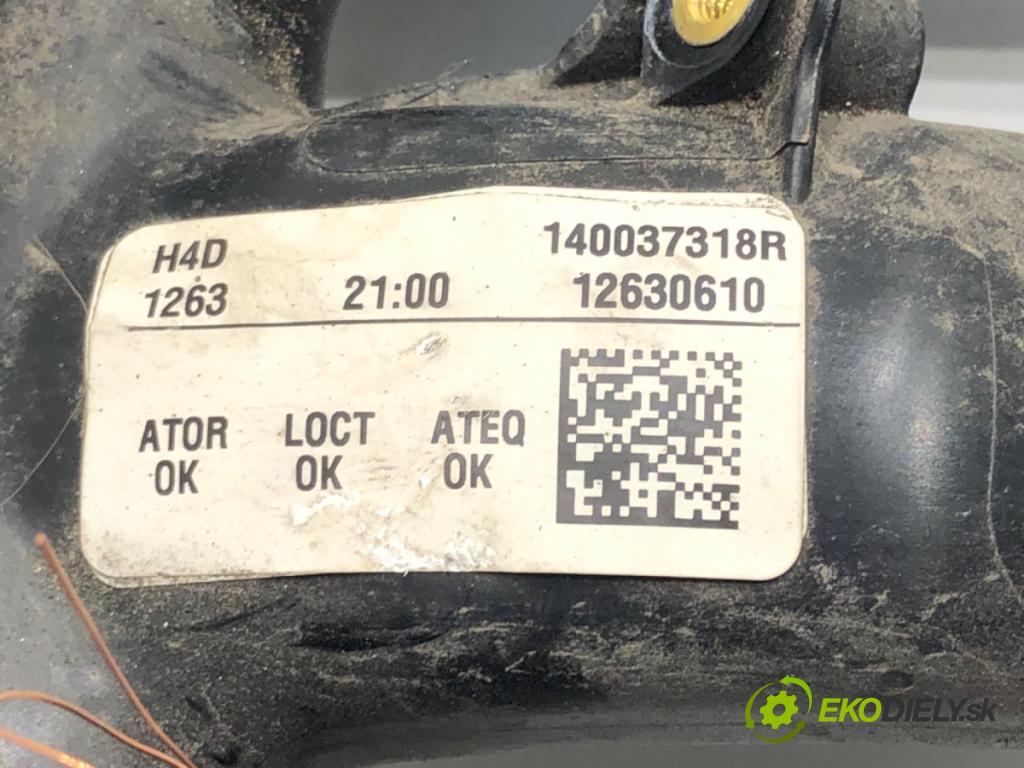 H4D 140037318R
1263 21:00 12630610
ATOR LOCT ATEQ
OK OK OK
EKODIELY.sk